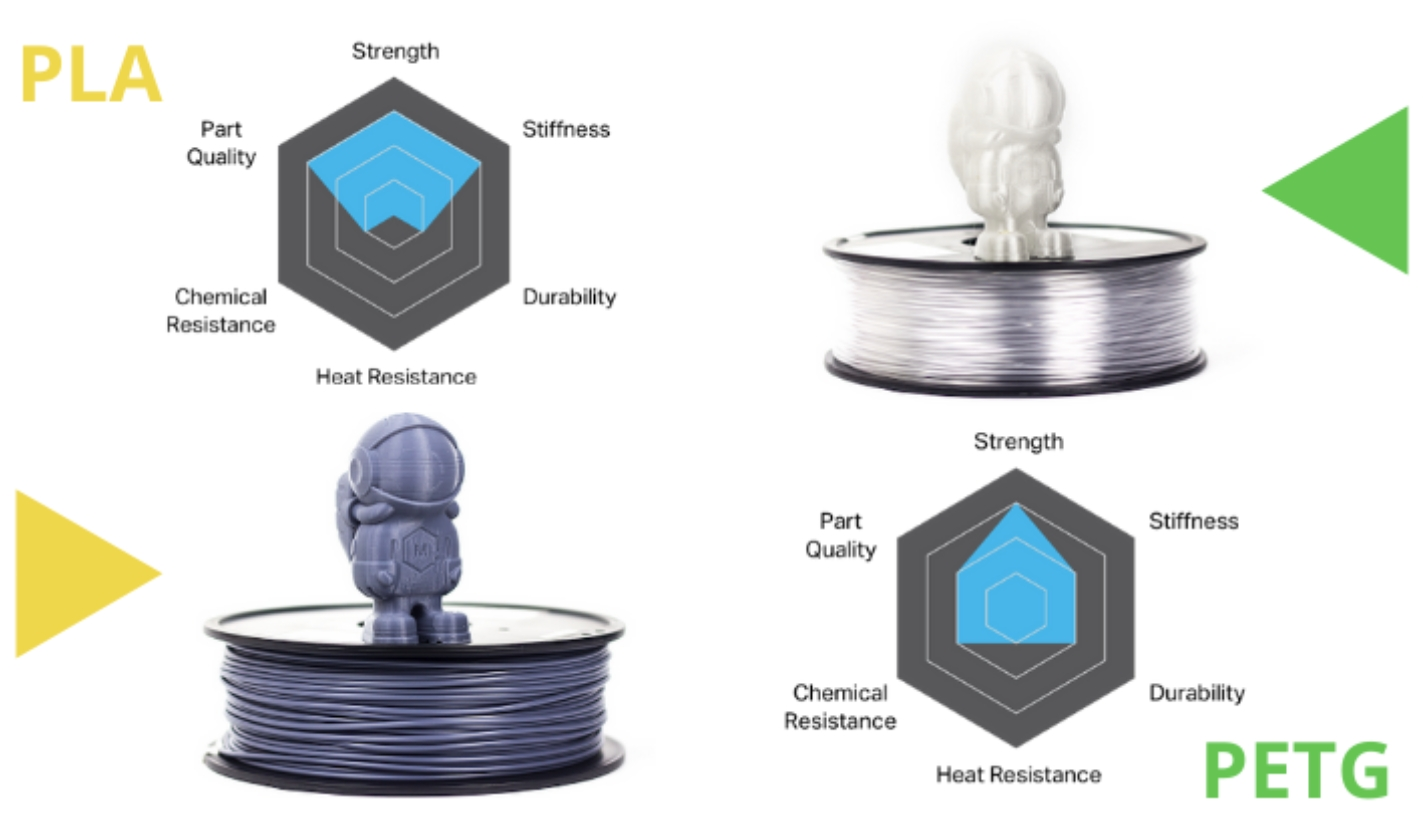 PLA
Strength
Part
Quality
Stiffness
Chemical
Resistance
Durability
Heat Resistance
M
Strength
Part
Quality
Stiffness
Chemical
Resistance
Durability
Heat Resistance
PETG